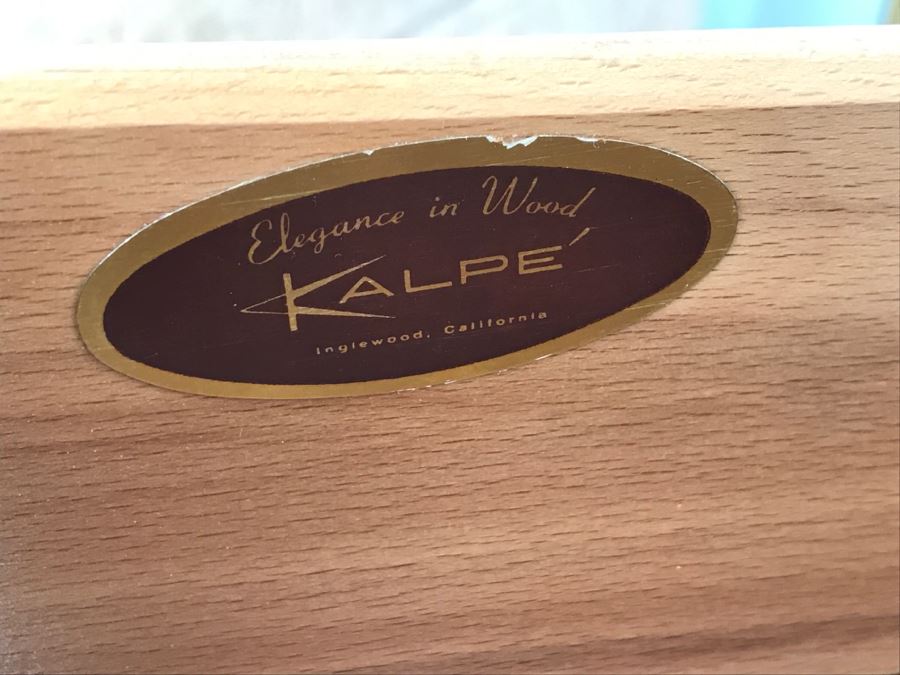 Elegance in Wood
KALPE´
Inglewood, California